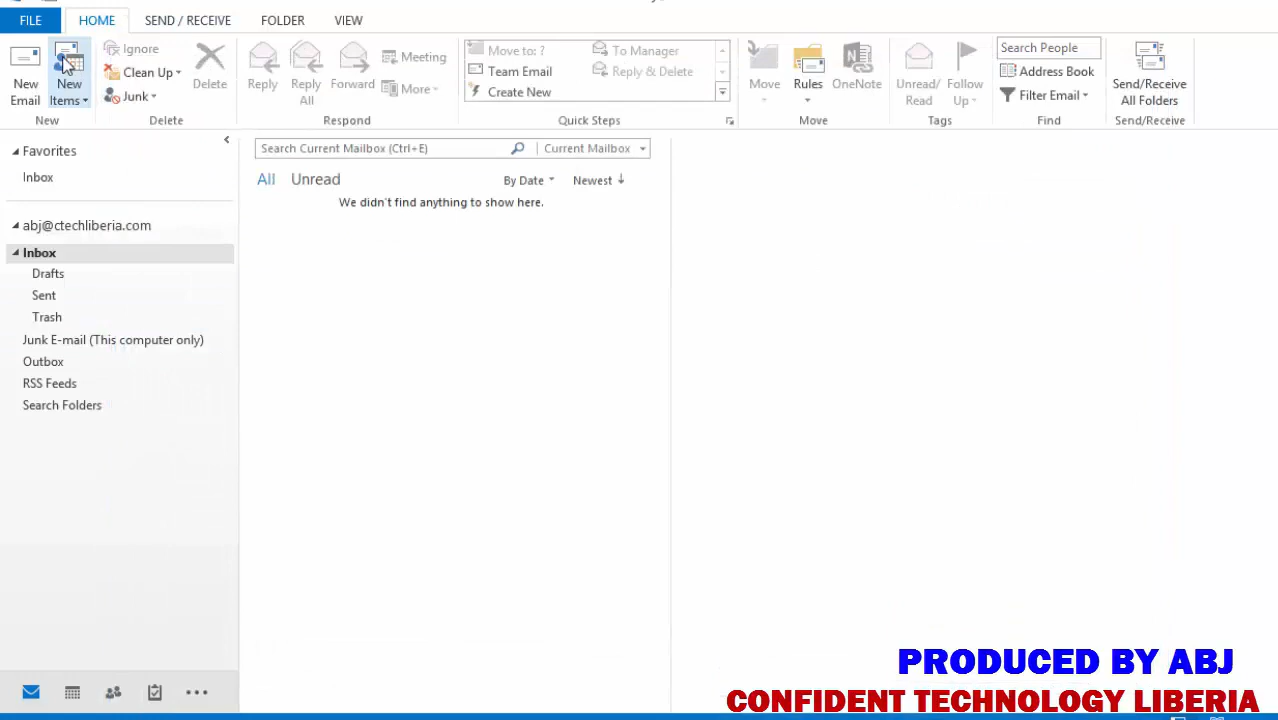 FILE HOME SEND / RECEIVE FOLDER VIEW
New Email
New Items
Ignore
Clean Up
Junk
Delete
Reply
Reply All
Forward
Meeting
More
Move to: ?
Team Email
Create New
To Manager
Reply & Delete
Move
Rules
OneNote
Unread/ Read
Follow Up
Search People
Address Book
Filter Email
Send/Receive All Folders
New Delete Respond Quick Steps Move Tags Find Send/Receive
Favorites
Inbox
abj@ctechliberia.com
Inbox
Drafts
Sent
Trash
Junk E-mail (This computer only)
Outbox
RSS Feeds
Search Folders
Search Current Mailbox (Ctrl+E) Current Mailbox
All Unread By Date Newest
We didn't find anything to show here.
PRODUCED BY ABJ
CONFIDENT TECHNOLOGY LIBERIA